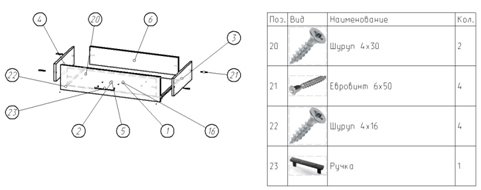 4
20
6
3
22
21
23
2
5
1
16
Поз. Вид Наименование Кол.
20 Шуруп 4х30 2
21 Евровинт 6х50 4
22 Шуруп 4х16 4
23 Ручка 1